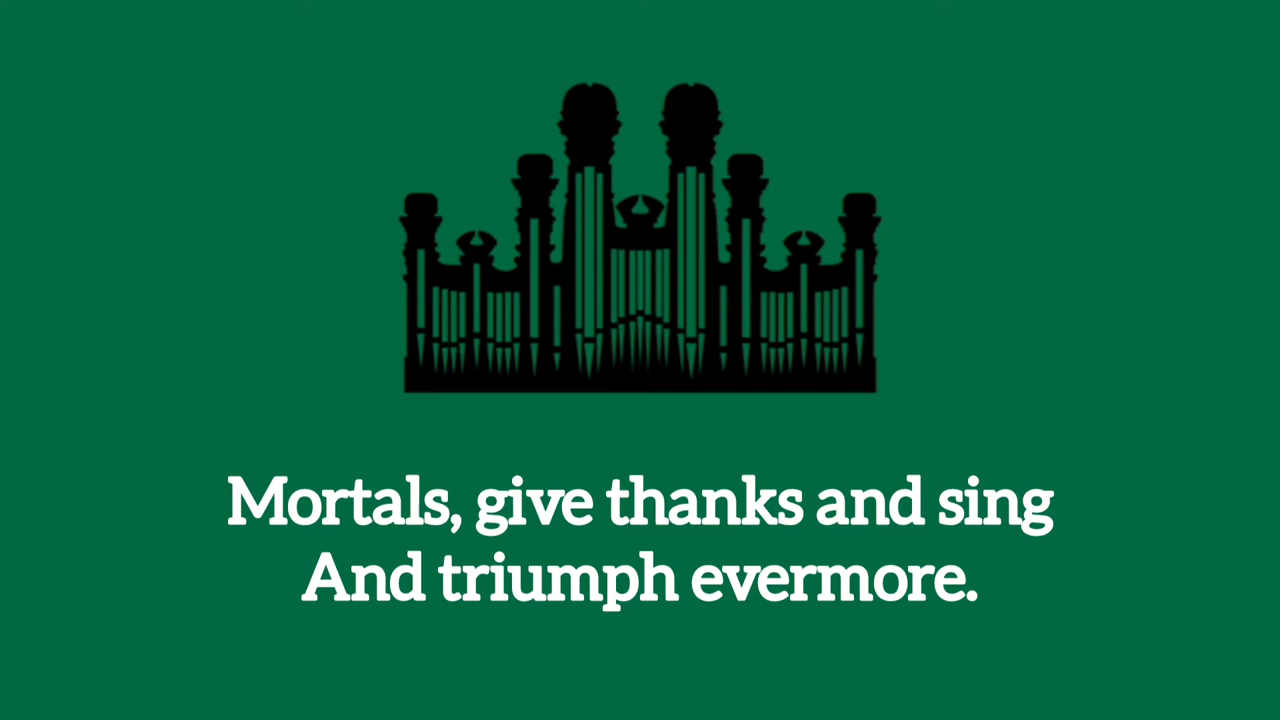 Mortals, give thanks and sing
And triumph evermore.